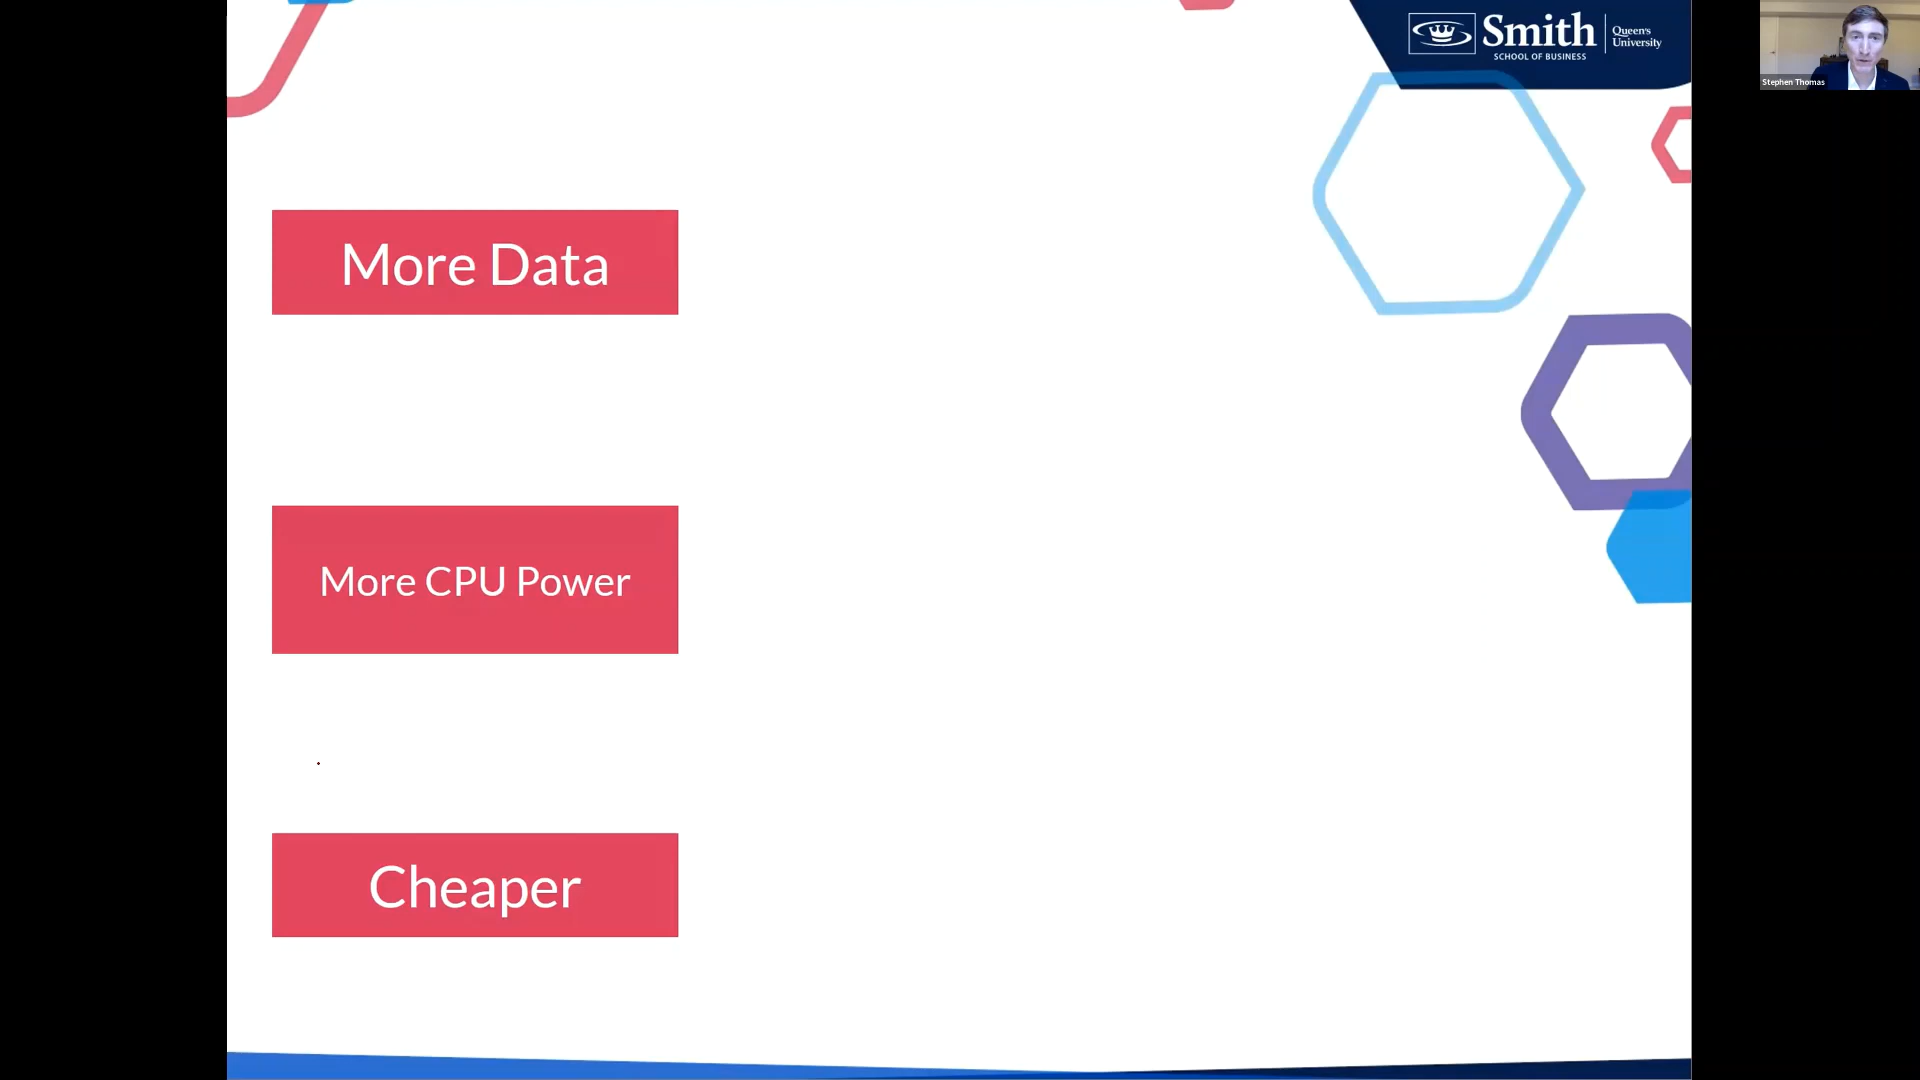 Smith
SCHOOL OF BUSINESS
Queen's
University
Stephen Thomas
More Data
More CPU Power
Cheaper